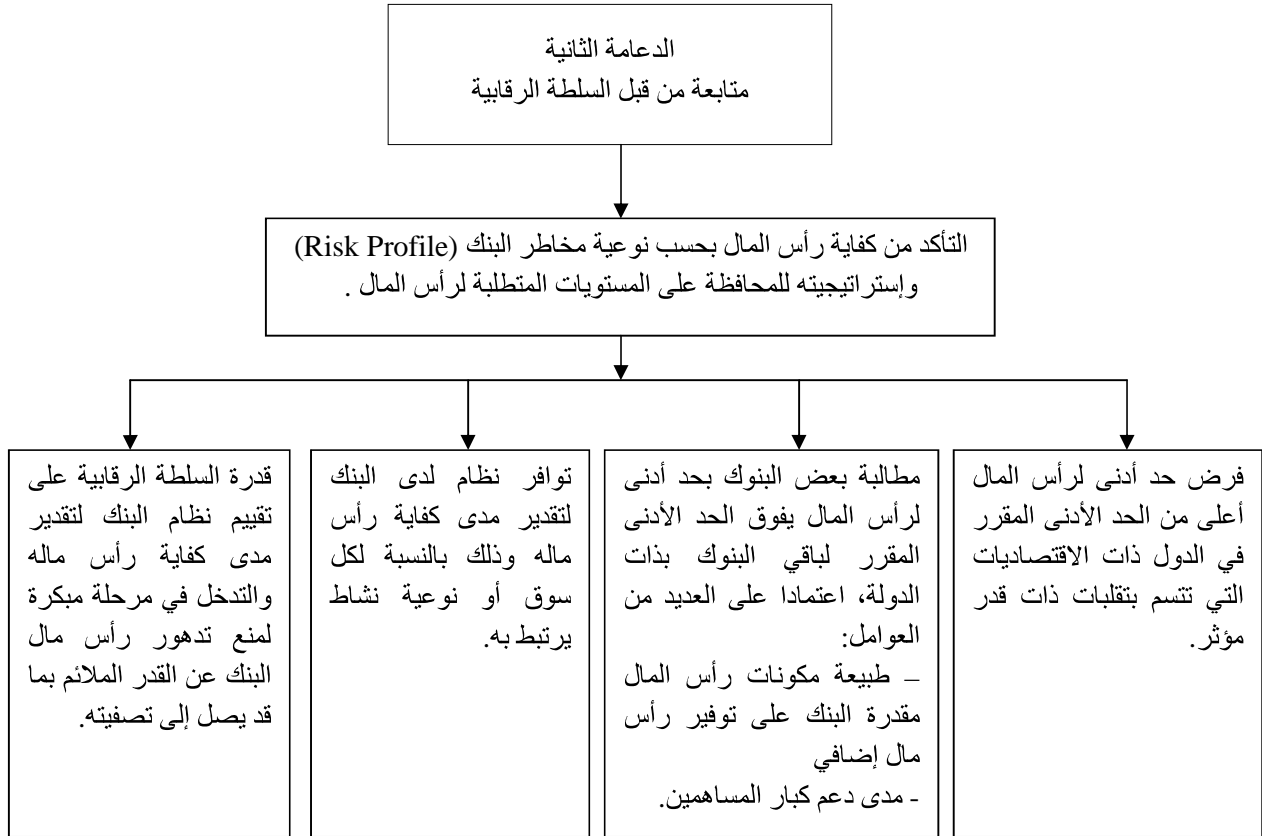 الدعامة الثانية
متابعة من قبل السلطة الرقابية
التأكد من كفاية رأس المال بحسب نوعية مخاطر البنك (Risk Profile)
وإستراتيجيته للمحافظة على المستويات المتطلبة لرأس المال .
فرض حد أدنى لرأس المال
أعلى من الحد الأدنى المقرر
في الدول ذات الاقتصاديات
التي تتسم بتقلبات ذات قدر
مؤثر.
مطالبة بعض البنوك بحد أدنى
لرأس المال يفوق الحد الأدنى
المقرر لباقي البنوك بذات
الدولة، اعتمادا على العديد من
العوامل:
– طبيعة مكونات رأس المال
مقدرة البنك على توفير رأس
مال إضافي
- مدى دعم كبار المساهمين.
توافر نظام لدى البنك
لتقدير مدى كفاية رأس
ماله وذلك بالنسبة لكل
سوق أو نوعية نشاط
يرتبط به.
قدرة السلطة الرقابية على
تقييم نظام البنك لتقدير
مدى كفاية رأس ماله
والتدخل في مرحلة مبكرة
لمنع تدهور رأس مال
البنك عن القدر الملائم بما
قد يصل إلى تصفيته.